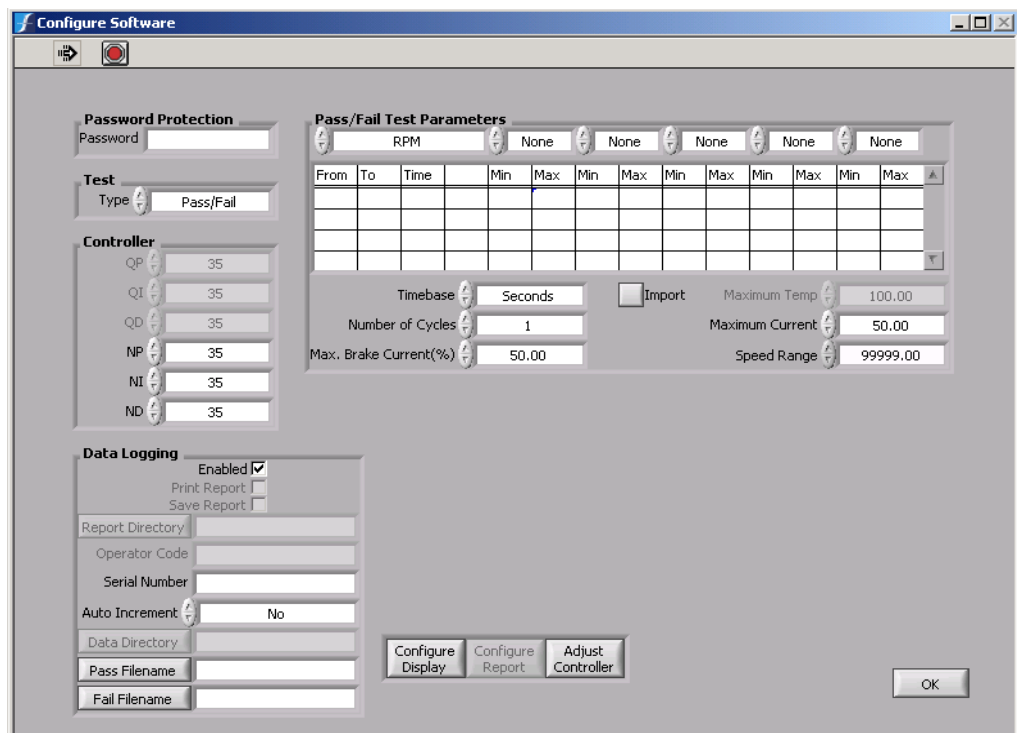 Configure Software
Password Protection
Password
Test
Type Pass/Fail
Controller
QP 35
QI 35
QD 35
NP 35
NI 35
ND 35
Pass/Fail Test Parameters
RPM None None None None None
From To Time Min Max Min Max Min Max Min Max Min Max
Timebase Seconds Import Maximum Temp 100.00
Number of Cycles 1 Maximum Current 50.00
Max. Brake Current(%) 50.00 Speed Range 99999.00
Data Logging
Enabled
Print Report
Save Report
Report Directory
Operator Code
Serial Number
Auto Increment No
Data Directory
Pass Filename
Fail Filename
Configure Display
Configure Report
Adjust Controller
OK